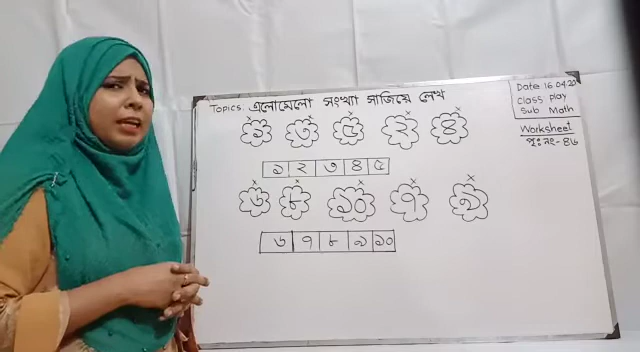 Topics: এলোমেলো সংখ্যা সাজিয়ে লেখ
Date: 16.04.20
Class play
Sub Math
Worksheet
পৃঃ নং- ৪৬
১ ৩ ৫ ২ ৪
১ ২ ৩ ৪ ৫
৬ ৮ ১০ ৭ ৯
৬ ৭ ৮ ৯ ১০